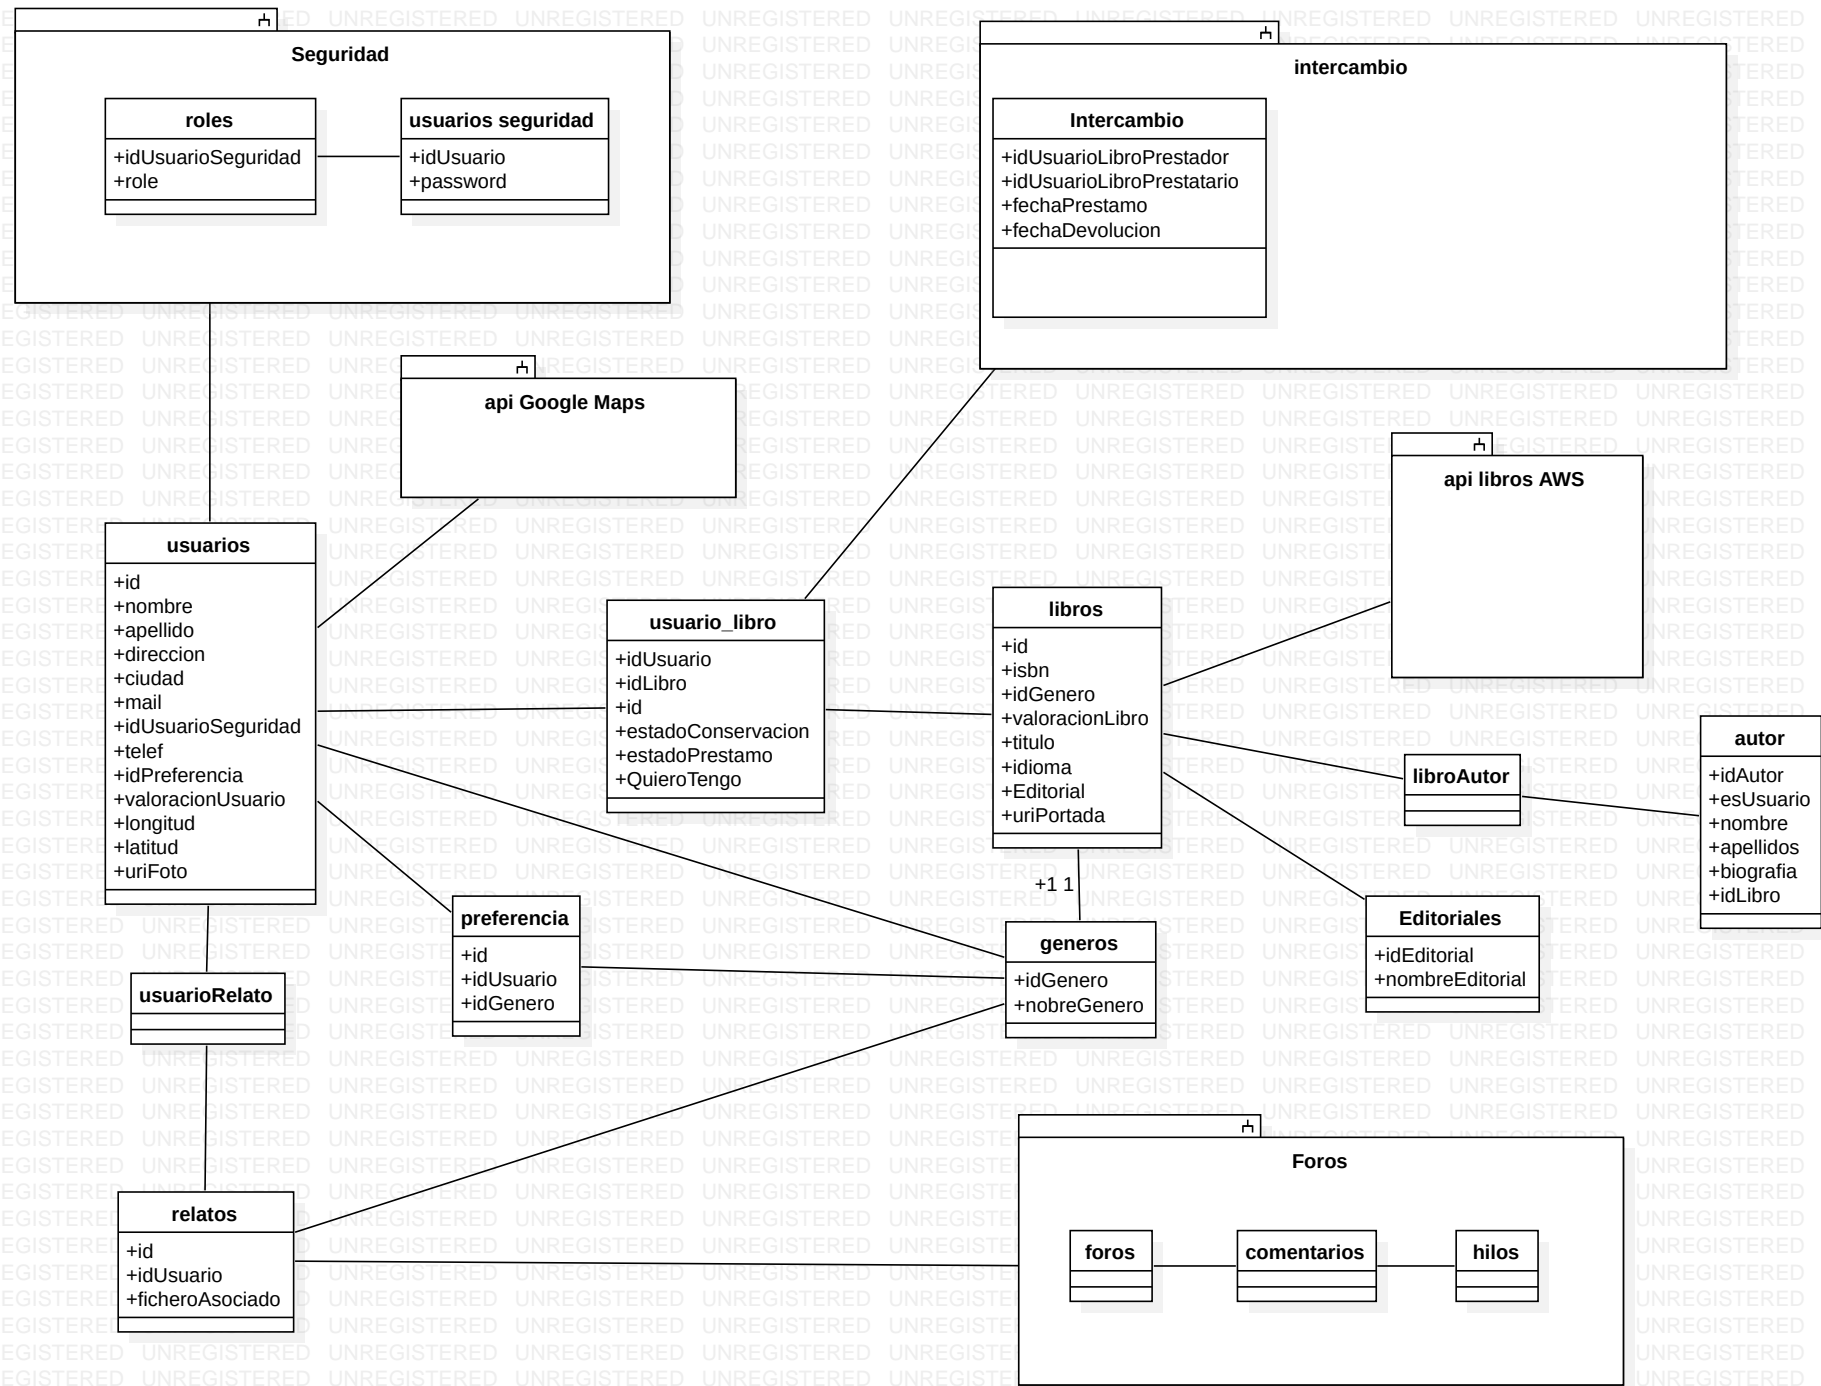 Seguridad
roles
+idUsuarioSeguridad
+role
usuarios seguridad
+idUsuario
+password
intercambio
Intercambio
+idUsuarioLibroPrestador
+idUsuarioLibroPrestatario
+fechaPrestamo
+fechaDevolucion
api Google Maps
api libros AWS
usuarios
+id
+nombre
+apellido
+direccion
+ciudad
+mail
+idUsuarioSeguridad
+telef
+idPreferencia
+valoracionUsuario
+longitud
+latitud
+uriFoto
usuario_libro
+idUsuario
+idLibro
+id
+estadoConservacion
+estadoPrestamo
+QuieroTengo
libros
+id
+isbn
+idGenero
+valoracionLibro
+titulo
+idioma
+Editorial
+uriPortada
libroAutor
autor
+idAutor
+esUsuario
+nombre
+apellidos
+biografia
+idLibro
+1 1
preferencia
+id
+idUsuario
+idGenero
generos
+idGenero
+nobreGenero
Editoriales
+idEditorial
+nombreEditorial
usuarioRelato
relatos
+id
+idUsuario
+ficheroAsociado
Foros
foros
comentarios
hilos
UNREGISTERED